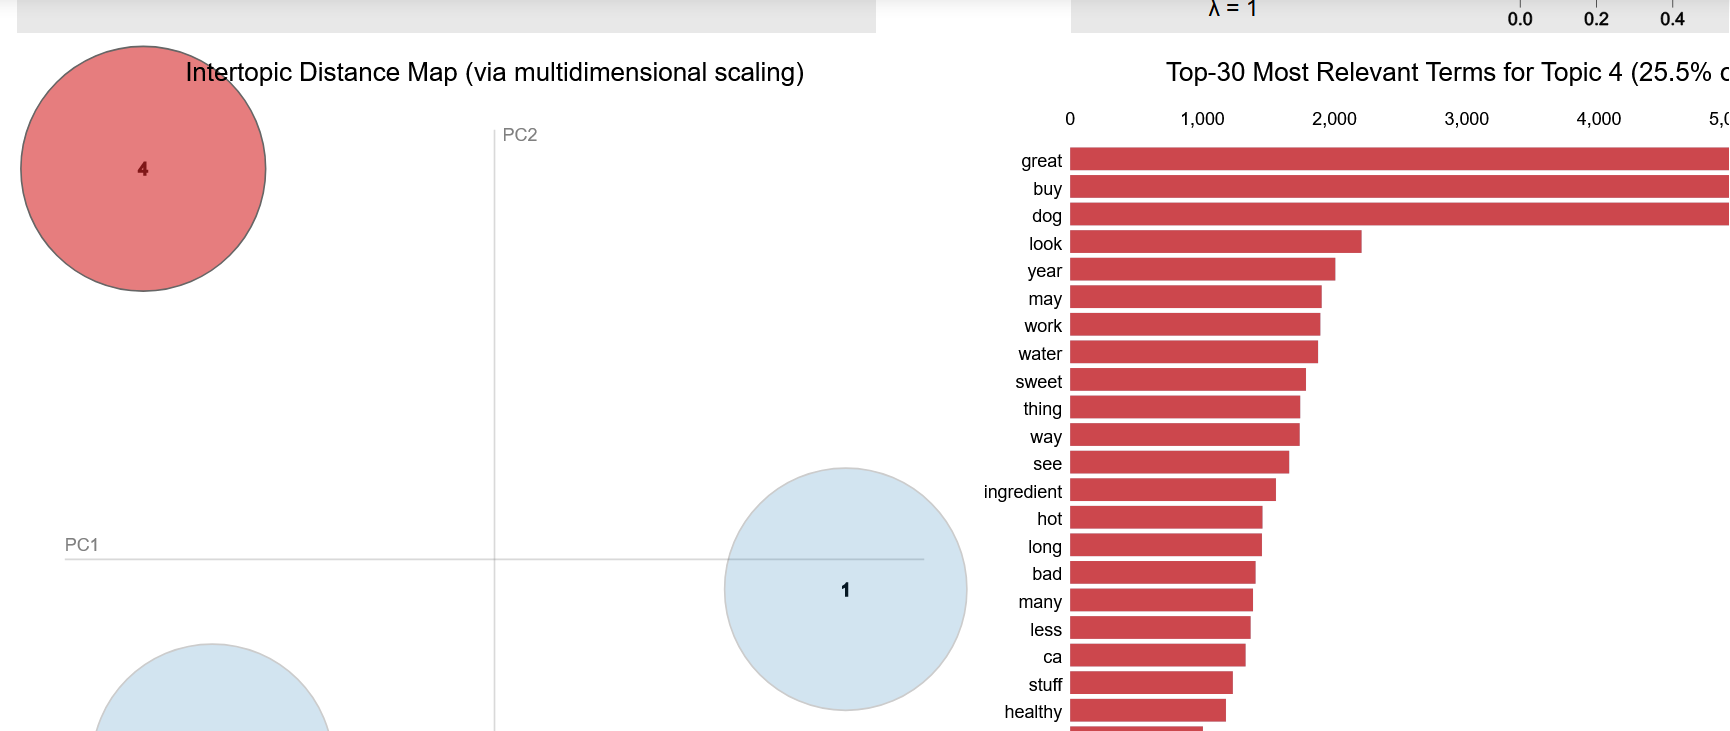 λ = 1
0.0 0.2 0.4
Intertopic Distance Map (via multidimensional scaling)
PC2
4
PC1
1
Top-30 Most Relevant Terms for Topic 4 (25.5%
0 1,000 2,000 3,000 4,000
great
buy
dog
look
year
may
work
water
sweet
thing
way
see
ingredient
hot
long
bad
many
less
ca
stuff
healthy